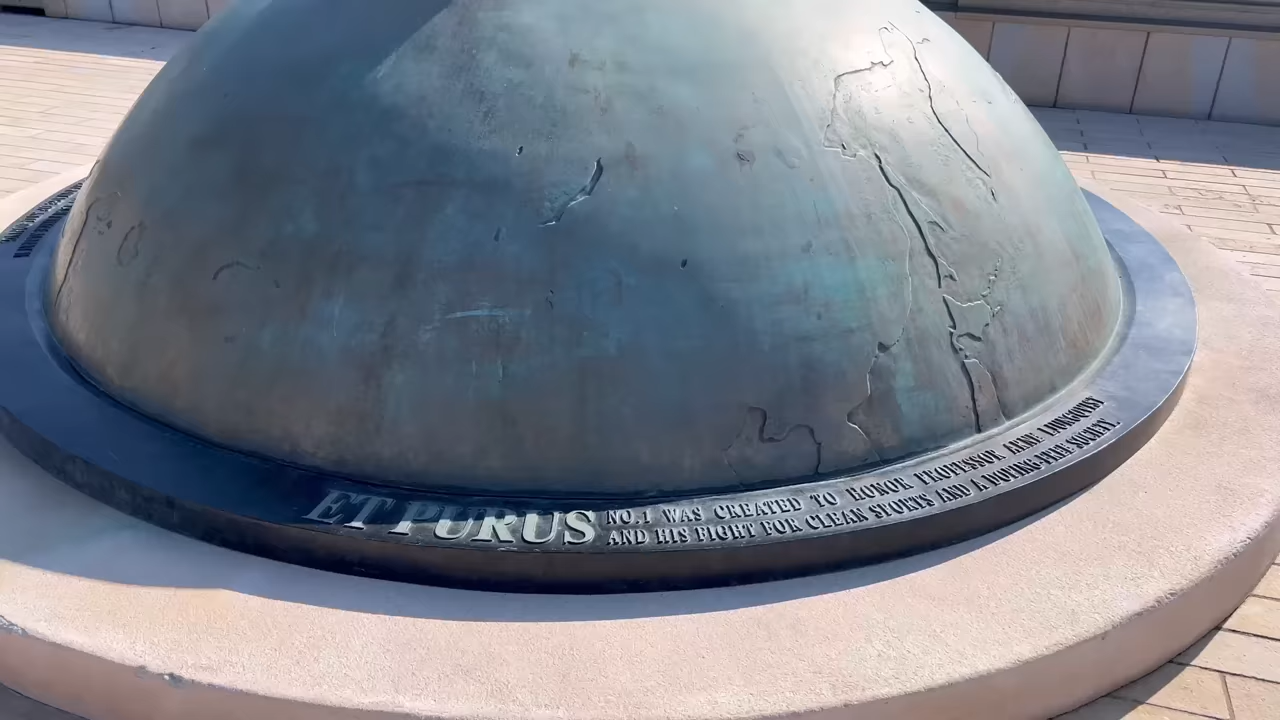 ET PURUS
NO.1 WAS CREATED TO HONOR PROFESSOR ARNE LJUNGQVIST
AND HIS FIGHT FOR CLEAN SPORTS AND A DOPING-FREE SOCIETY.